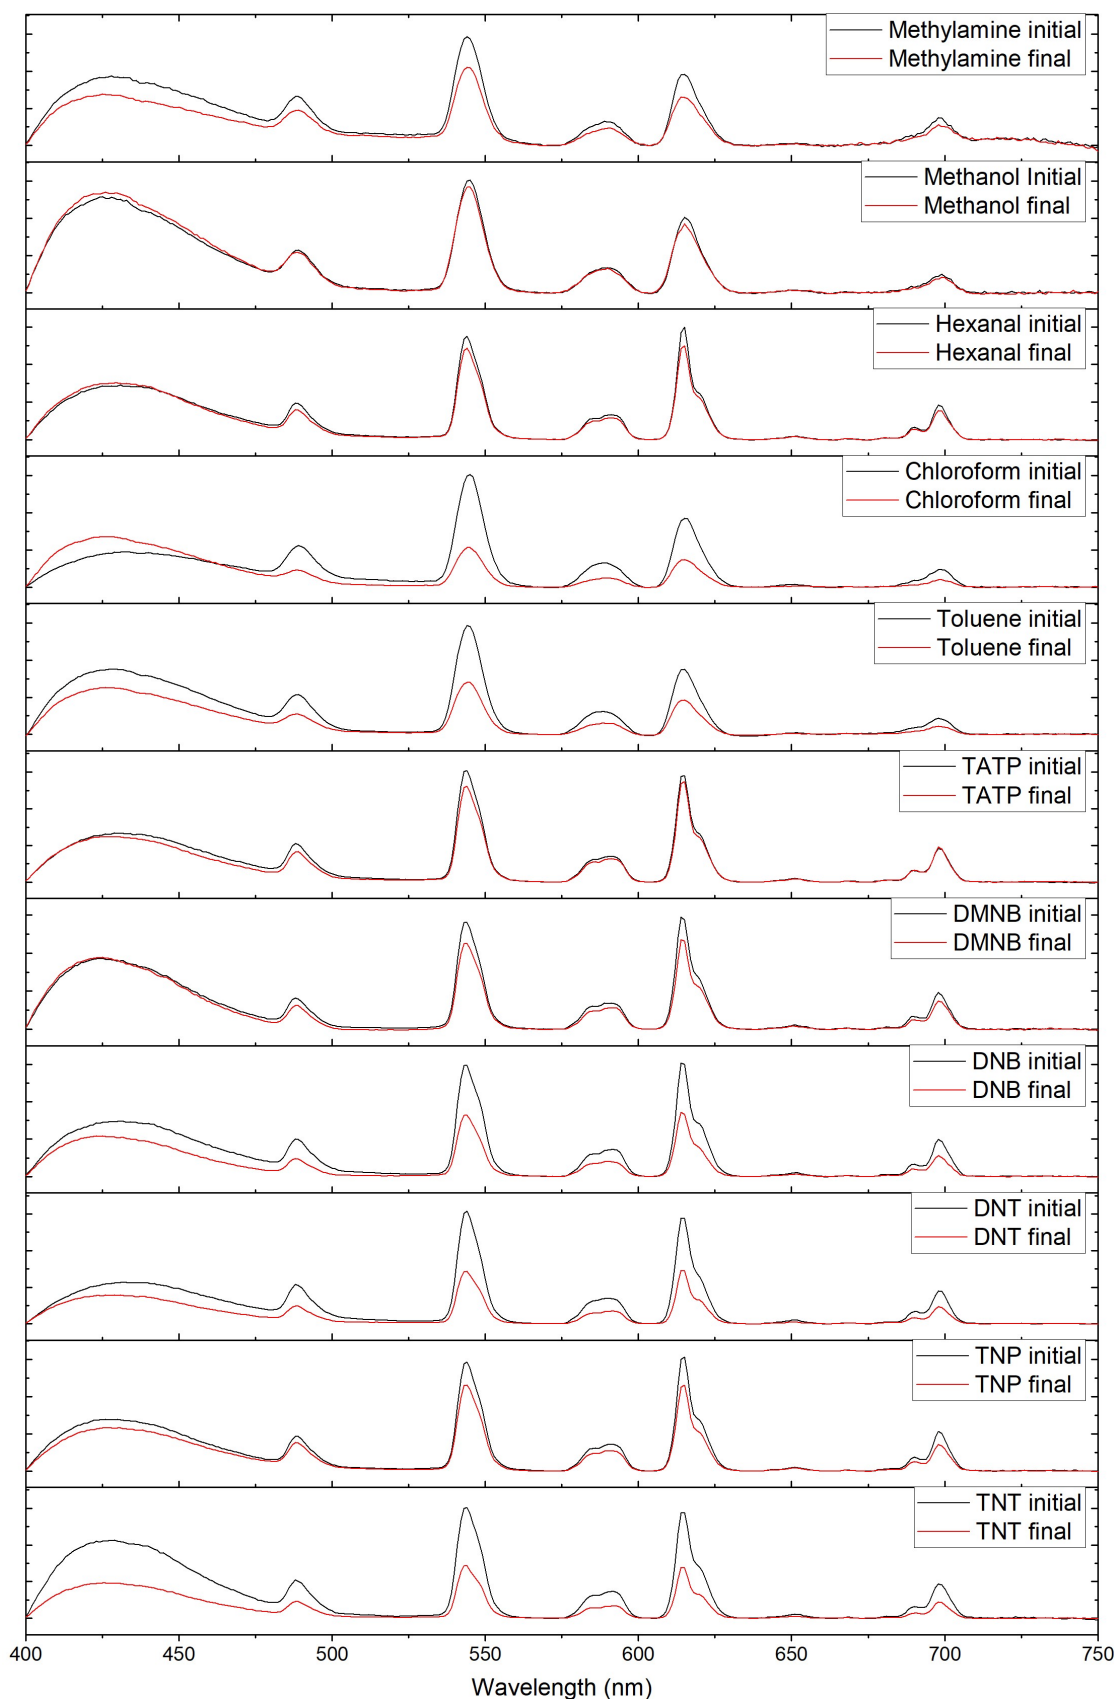 Methylamine initial
Methylamine final
Methanol Initial
Methanol final
Hexanal initial
Hexanal final
Chloroform initial
Chloroform final
Toluene initial
Toluene final
TATP initial
TATP final
DMNB initial
DMNB final
DNB initial
DNB final
DNT initial
DNT final
TNP initial
TNP final
TNT initial
TNT final
400 450 500 550 600 650 700 750
Wavelength (nm)